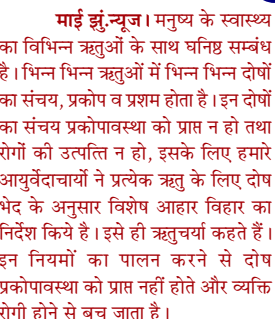 माई झुं.न्यूज। मनुष्य के स्वास्थ्य
का विभिन्न ऋतुओं के साथ घनिष्ठ सम्बंध
है। भिन्न भिन्न ऋतुओं में भिन्न भिन्न दोषों
का संचय, प्रकोप व प्रशम होता है। इन दोषों
का संचय प्रकोपावस्था को प्राप्त न हो तथा
रोगों की उत्पत्ति न हो, इसके लिए हमारे
आयुर्वेदाचार्यो ने प्रत्येक ऋतु के लिए दोष
भेद के अनुसार विशेष आहार विहार का
निर्देश किये है। इसे ही ऋतुचर्या कहते हैं।
इन नियमों का पालन करने से दोष
प्रकोपावस्था को प्राप्त नहीं होते और व्यक्ति
रोगी होने से बच जाता है।